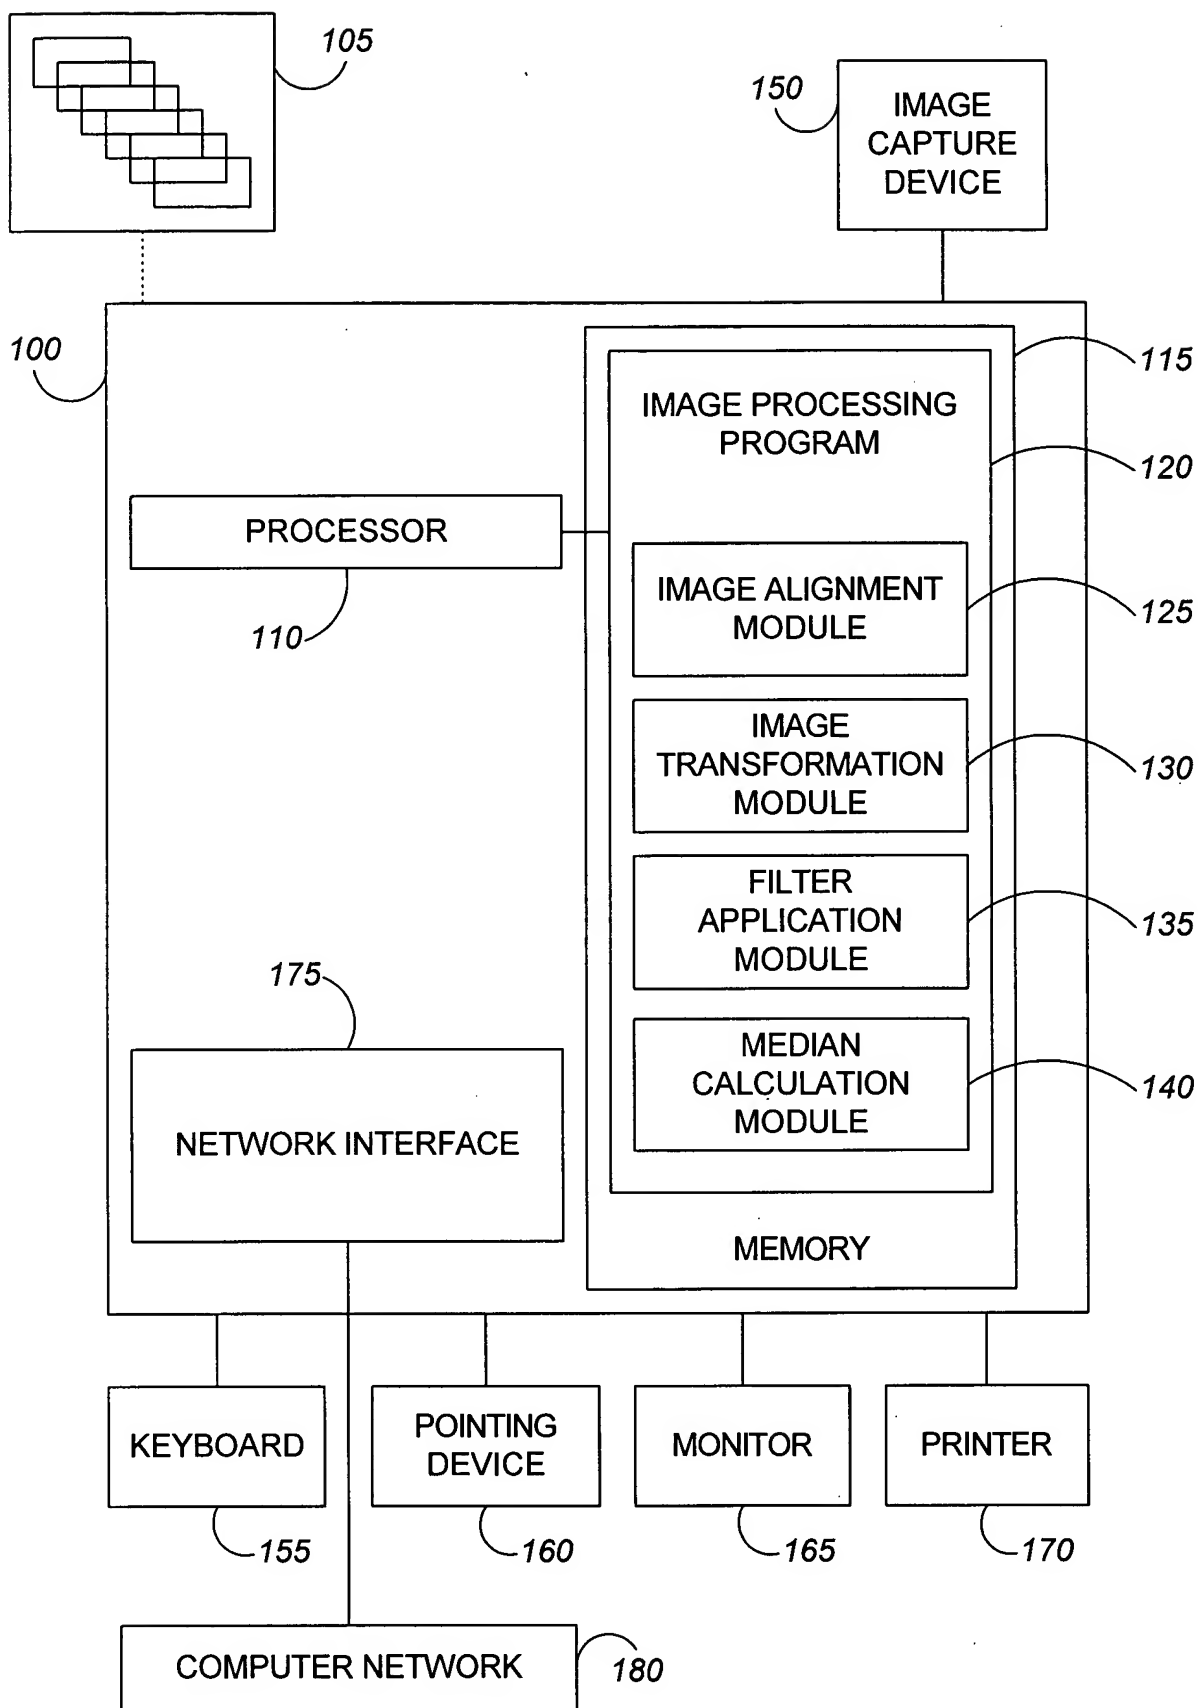 105
150
IMAGE
CAPTURE
DEVICE
100
115
IMAGE PROCESSING
PROGRAM
120
PROCESSOR
110
IMAGE ALIGNMENT
MODULE
125
IMAGE
TRANSFORMATION
MODULE
130
FILTER
APPLICATION
MODULE
135
175
NETWORK INTERFACE
MEDIAN
CALCULATION
MODULE
140
MEMORY
KEYBOARD
POINTING
DEVICE
MONITOR
PRINTER
155
160
165
170
COMPUTER NETWORK
180